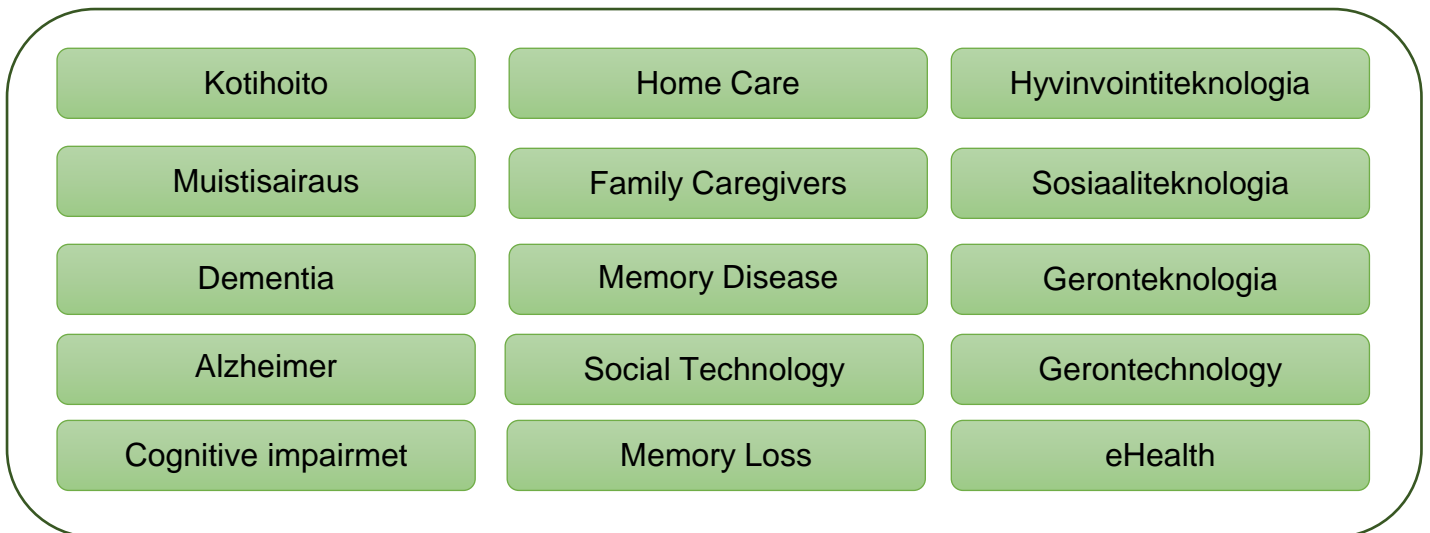 Kotihoito
Home Care
Hyvinvointiteknologia
Muistisairaus
Family Caregivers
Sosiaaliteknologia
Dementia
Memory Disease
Geronteknologia
Alzheimer
Social Technology
Gerontechnology
Cognitive impairmet
Memory Loss
eHealth